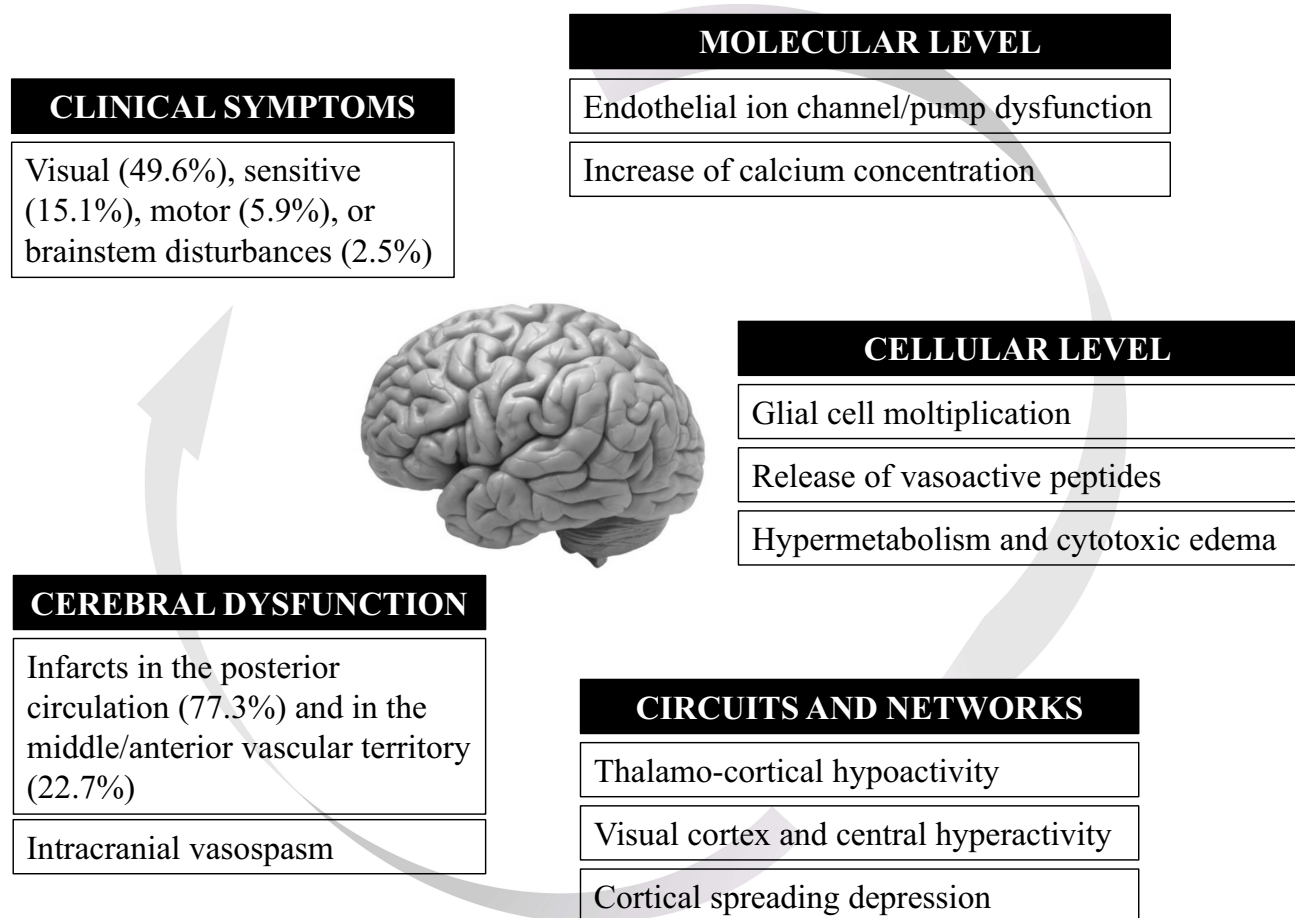 MOLECULAR LEVEL
Endothelial ion channel/pump dysfunction
Increase of calcium concentration
CLINICAL SYMPTOMS
Visual (49.6%), sensitive
(15.1%), motor (5.9%), or
brainstem disturbances (2.5%)
CELLULAR LEVEL
Glial cell moltiplication
Release of vasoactive peptides
Hypermetabolism and cytotoxic edema
CEREBRAL DYSFUNCTION
Infarcts in the posterior
circulation (77.3%) and in the
middle/anterior vascular territory
(22.7%)
Intracranial vasospasm
CIRCUITS AND NETWORKS
Thalamo-cortical hypoactivity
Visual cortex and central hyperactivity
Cortical spreading depression